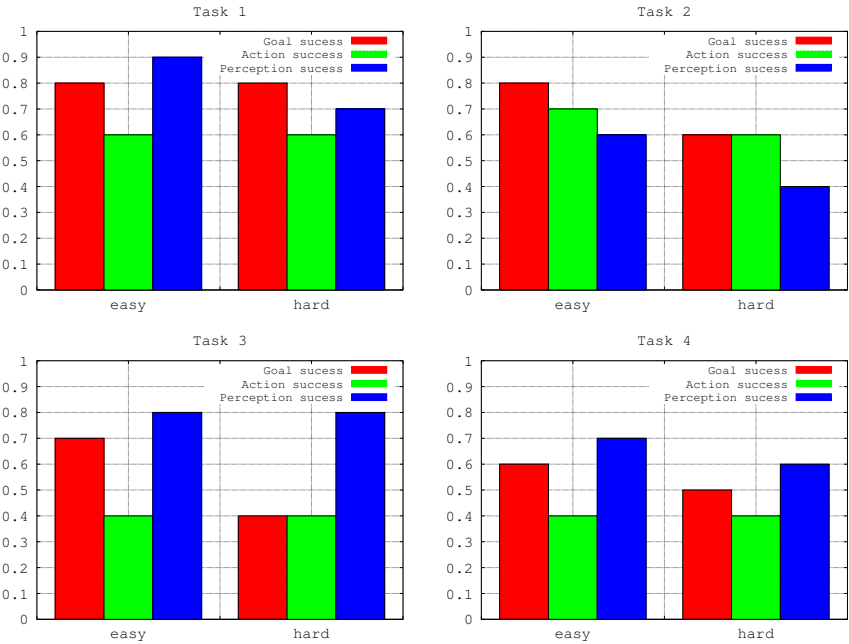 Task 1
1
0.9
0.8
0.7
0.6
0.5
0.4
0.3
0.2
0.1
0
Goal sucess
Action success
Perception sucess
easy hard
Task 2
1
0.9
0.8
0.7
0.6
0.5
0.4
0.3
0.2
0.1
0
Goal sucess
Action success
Perception sucess
easy hard
Task 3
1
0.9
0.8
0.7
0.6
0.5
0.4
0.3
0.2
0.1
0
Goal sucess
Action success
Perception sucess
easy hard
Task 4
1
0.9
0.8
0.7
0.6
0.5
0.4
0.3
0.2
0.1
0
Goal sucess
Action success
Perception sucess
easy hard